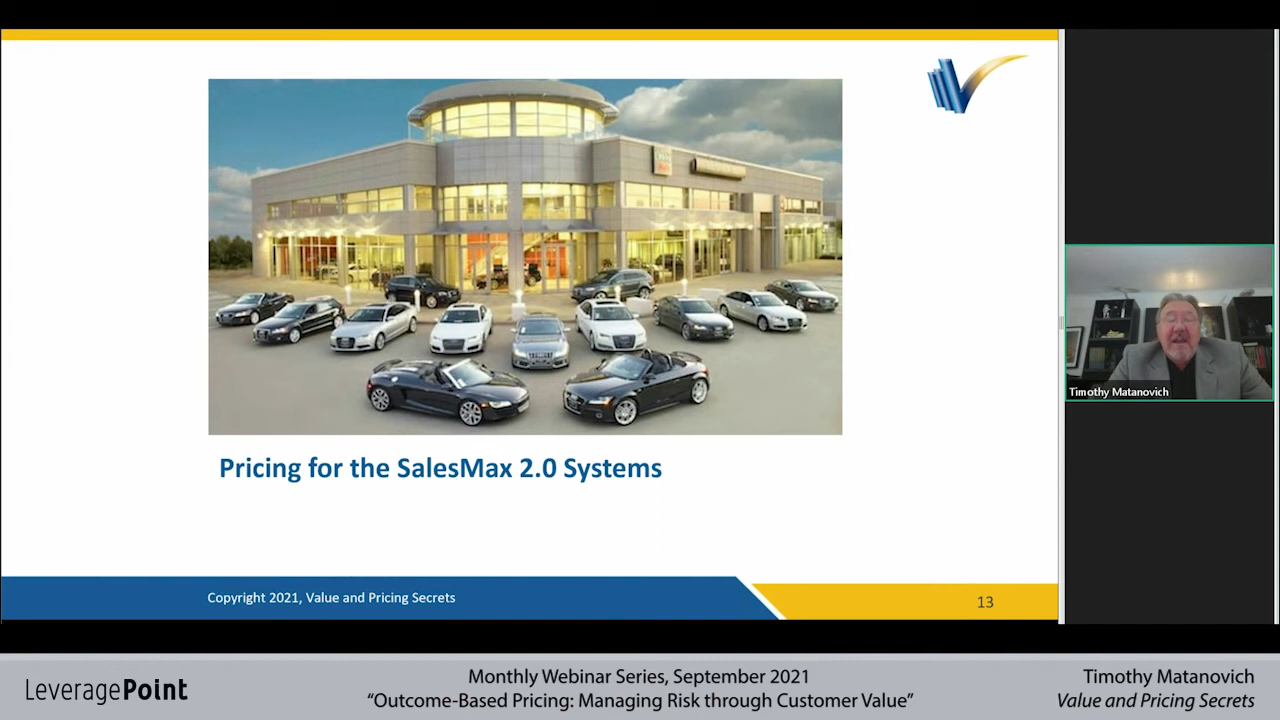 Pricing for the SalesMax 2.0 Systems
Copyright 2021, Value and Pricing Secrets
13
Timothy Matanovich
LeveragePoint
Monthly Webinar Series, September 2021
“Outcome-Based Pricing: Managing Risk through Customer Value”
Timothy Matanovich
Value and Pricing Secrets